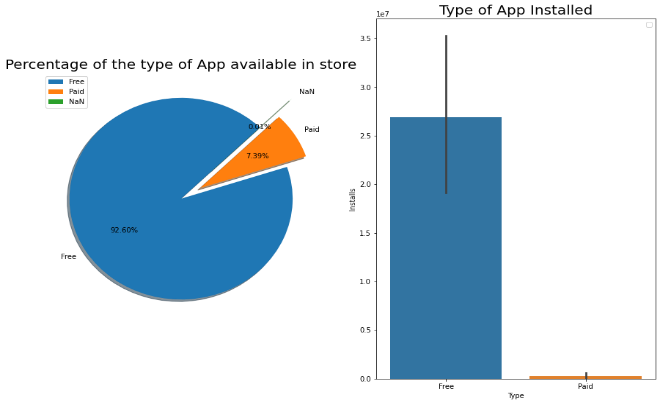 Percentage of the type of App available in store
Free
Paid
NaN
NaN
0.01%
Paid
7.39%
92.60%
Free
Type of App Installed
1e7
3.5
3.0
2.5
2.0
1.5
1.0
0.5
0.0
Installs
Free
Paid
Type